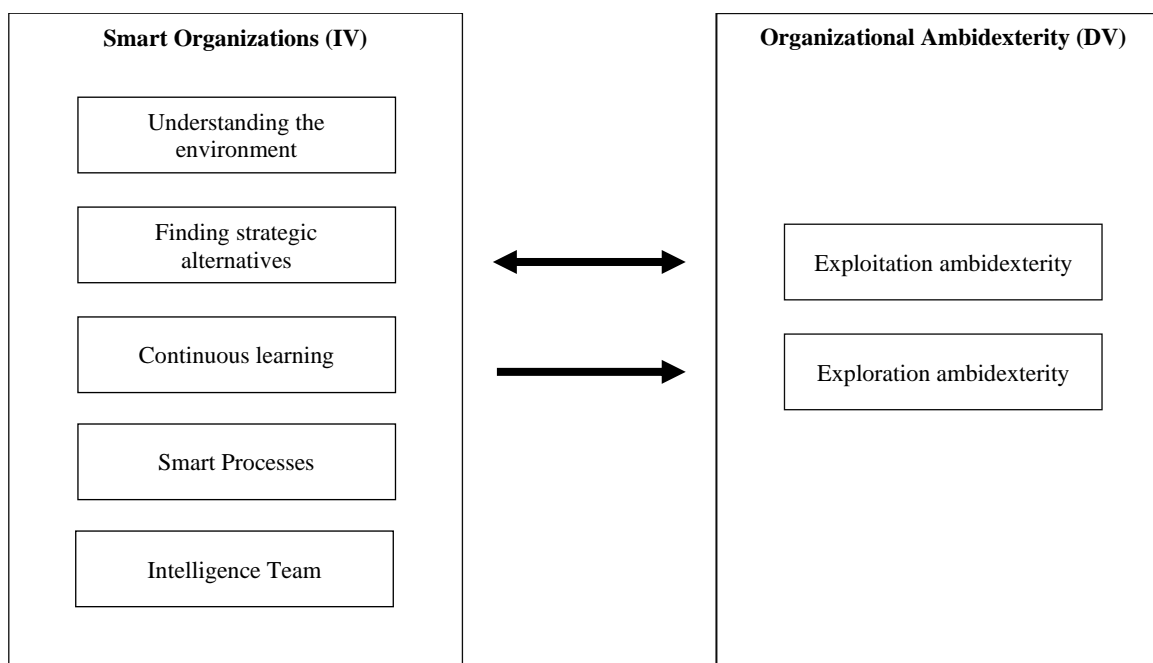 Smart Organizations (IV)
Understanding the
environment
Finding strategic
alternatives
Continuous learning
Smart Processes
Intelligence Team
Organizational Ambidexterity (DV)
Exploitation ambidexterity
Exploration ambidexterity